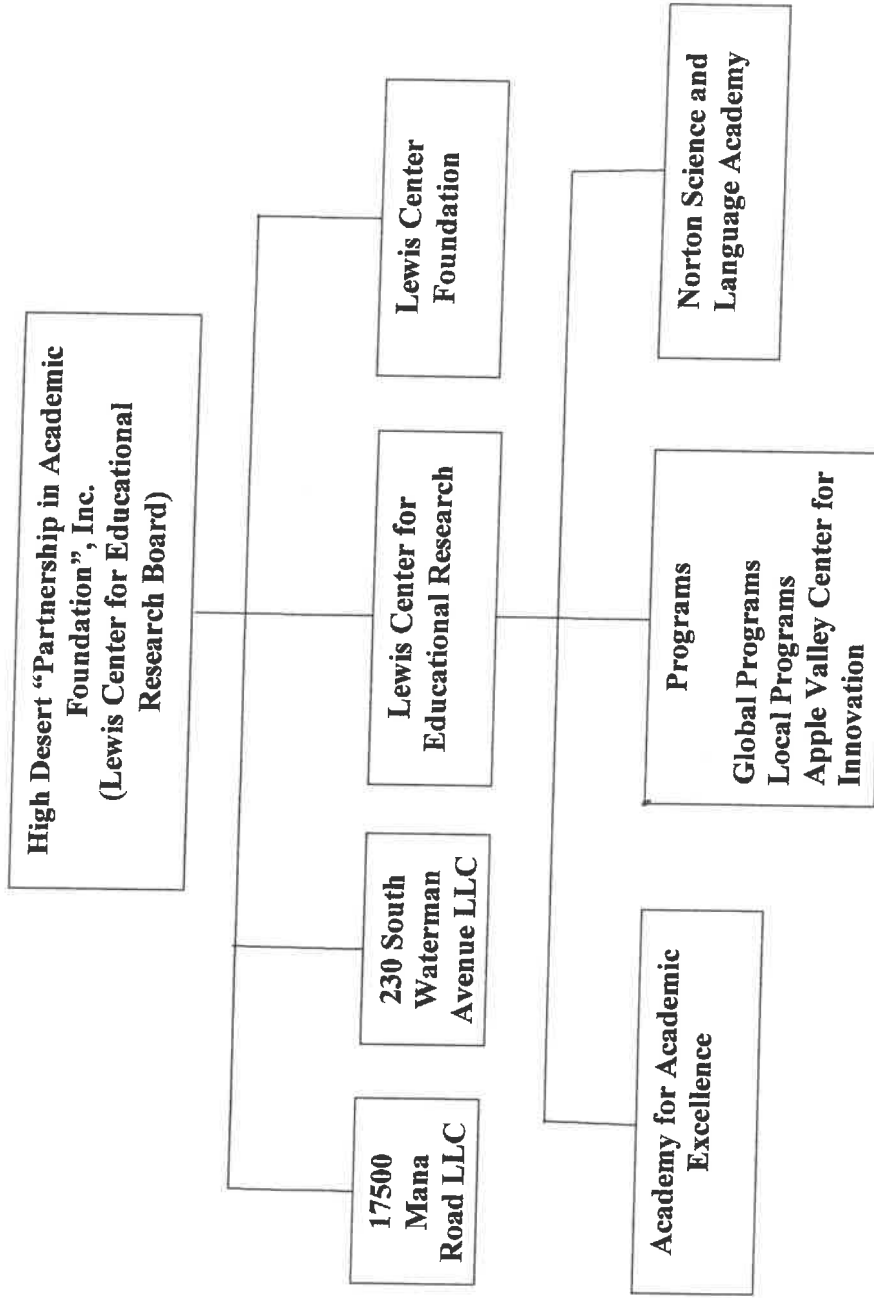 High Desert “Partnership in Academic
Foundation”, Inc.
(Lewis Center for Educational
Research Board)
17500
Mana
Road LLC
230 South
Waterman
Avenue LLC
Lewis Center for
Educational Research
Lewis Center
Foundation
Academy for Academic
Excellence
Programs
Global Programs
Local Programs
Apple Valley Center for
Innovation
Norton Science and
Language Academy